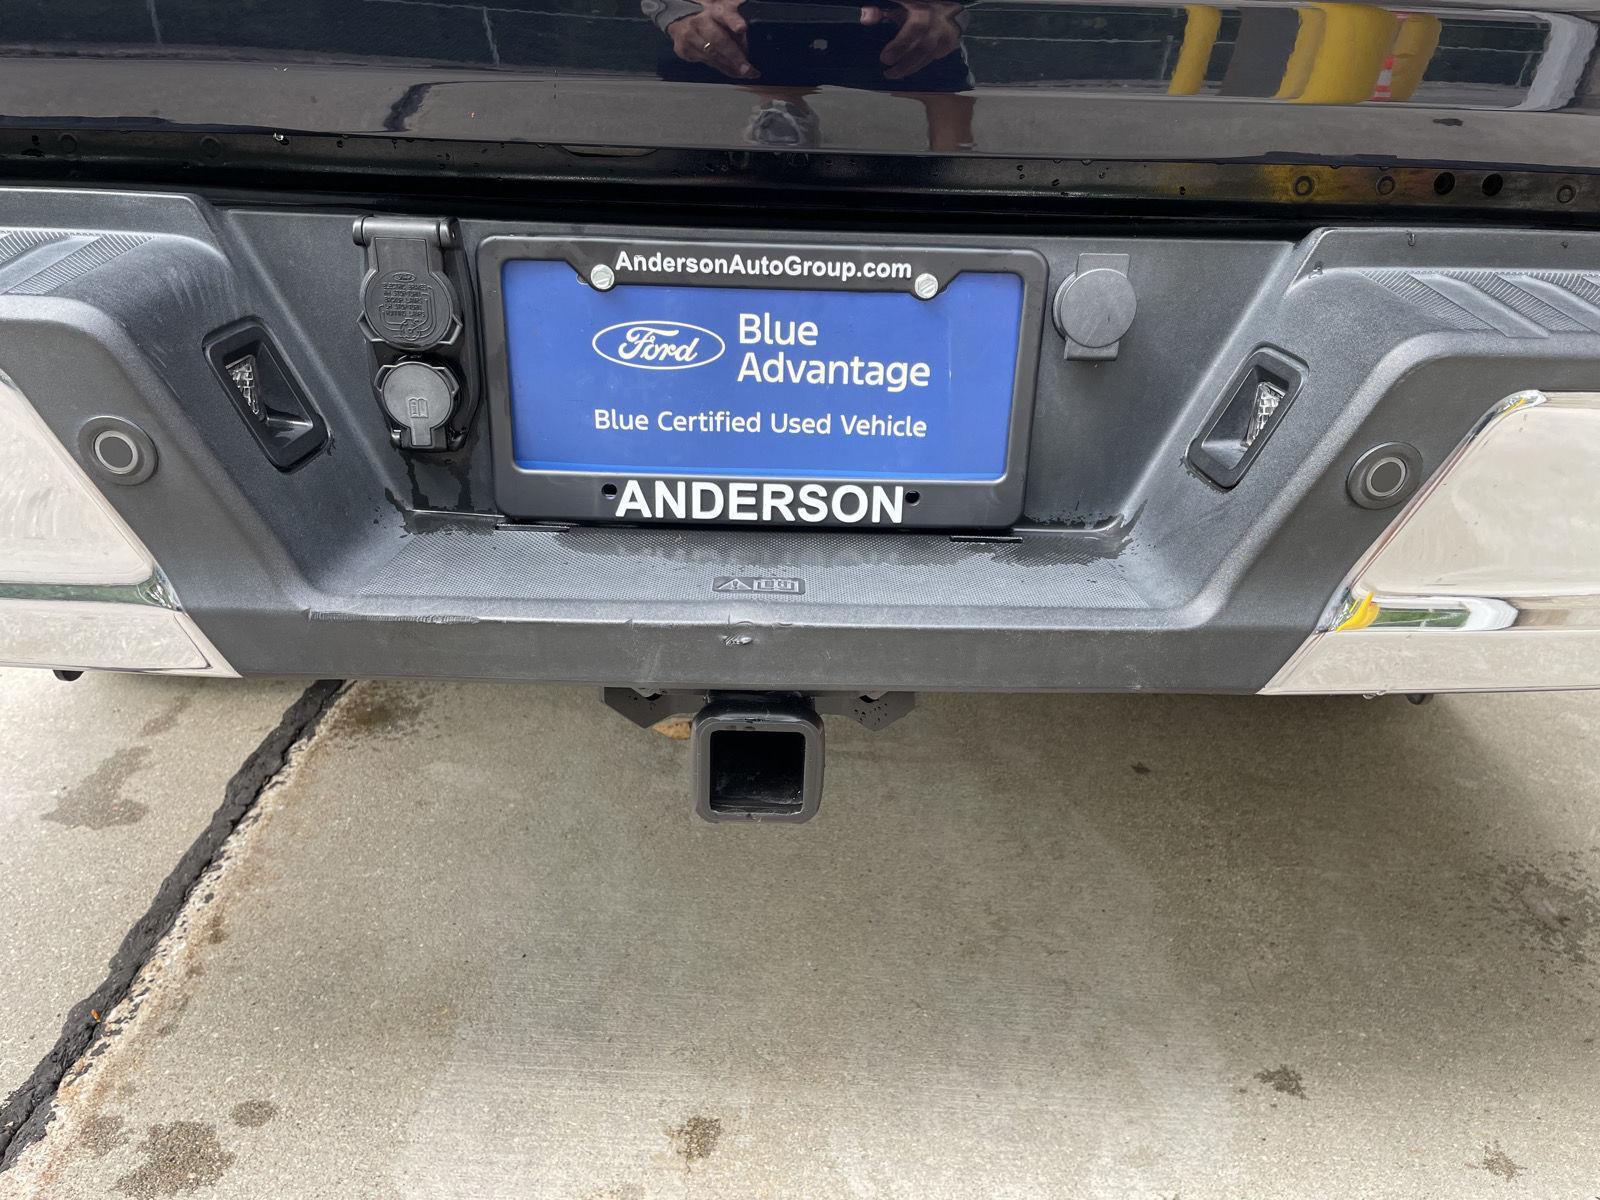 AndersonAutoGroup.com
Ford
Blue
Advantage
Blue Certified Used Vehicle
ANDERSON